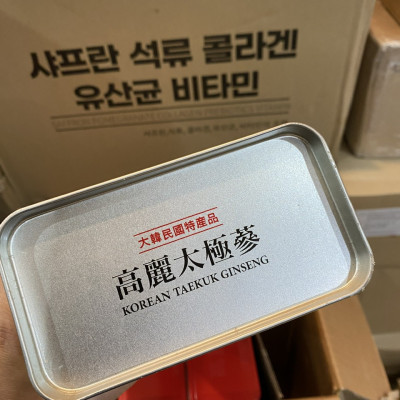 샤프란 석류 콜라겐
유산균 비타민
大韓民國特産品
高麗太極蔘
KOREAN TAEKUK GINSENG